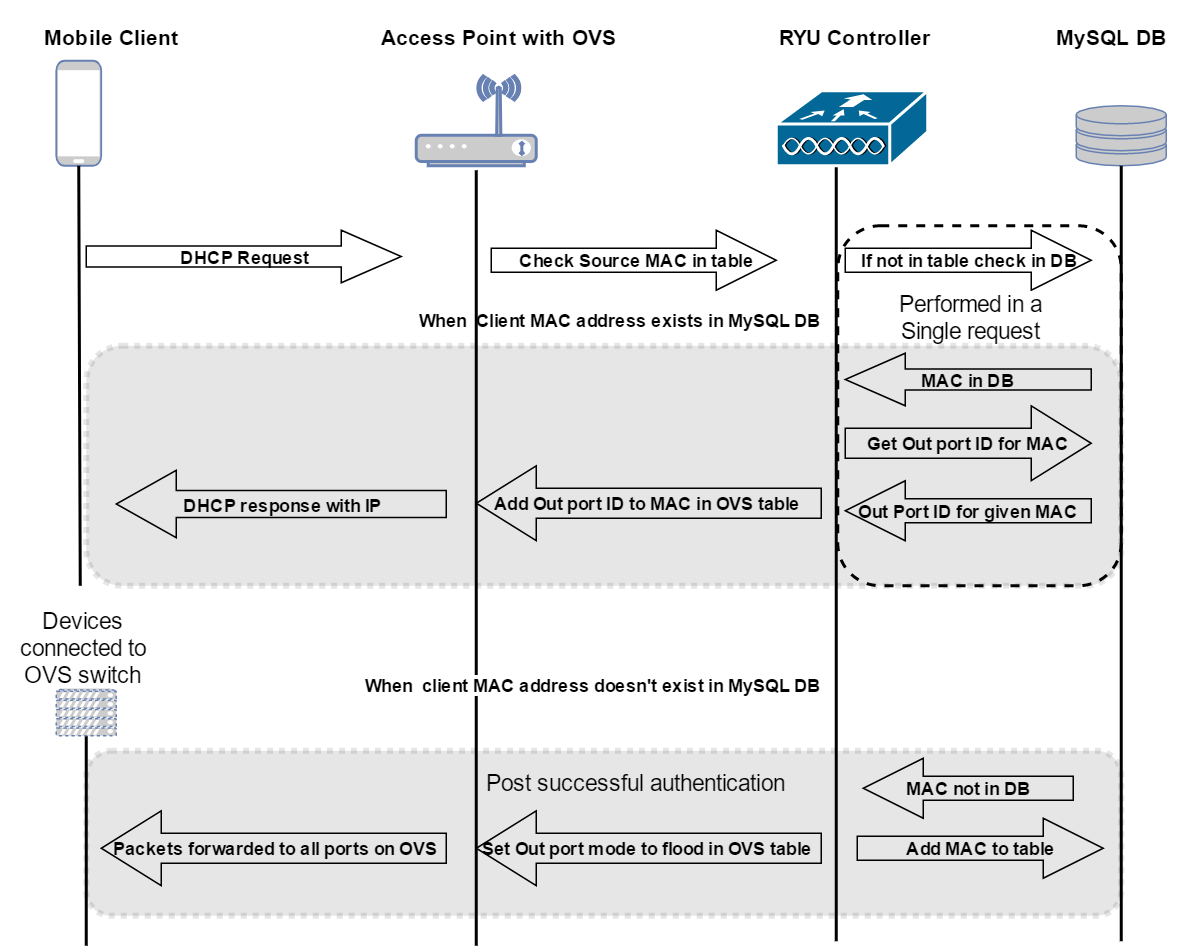 Mobile Client
Access Point with OVS
RYU Controller
MySQL DB
DHCP Request
Check Source MAC in table
If not in table check in DB
Performed in a
Single request
When Client MAC address exists in MySQL DB
MAC in DB
Get Out port ID for MAC
DHCP response with IP
Add Out port ID to MAC in OVS table
Out Port ID for given MAC
Devices
connected to
OVS switch
When client MAC address doesn't exist in MySQL DB
Post successful authentication
MAC not in DB
Packets forwarded to all ports on OVS
Set Out port mode to flood in OVS table
Add MAC to table